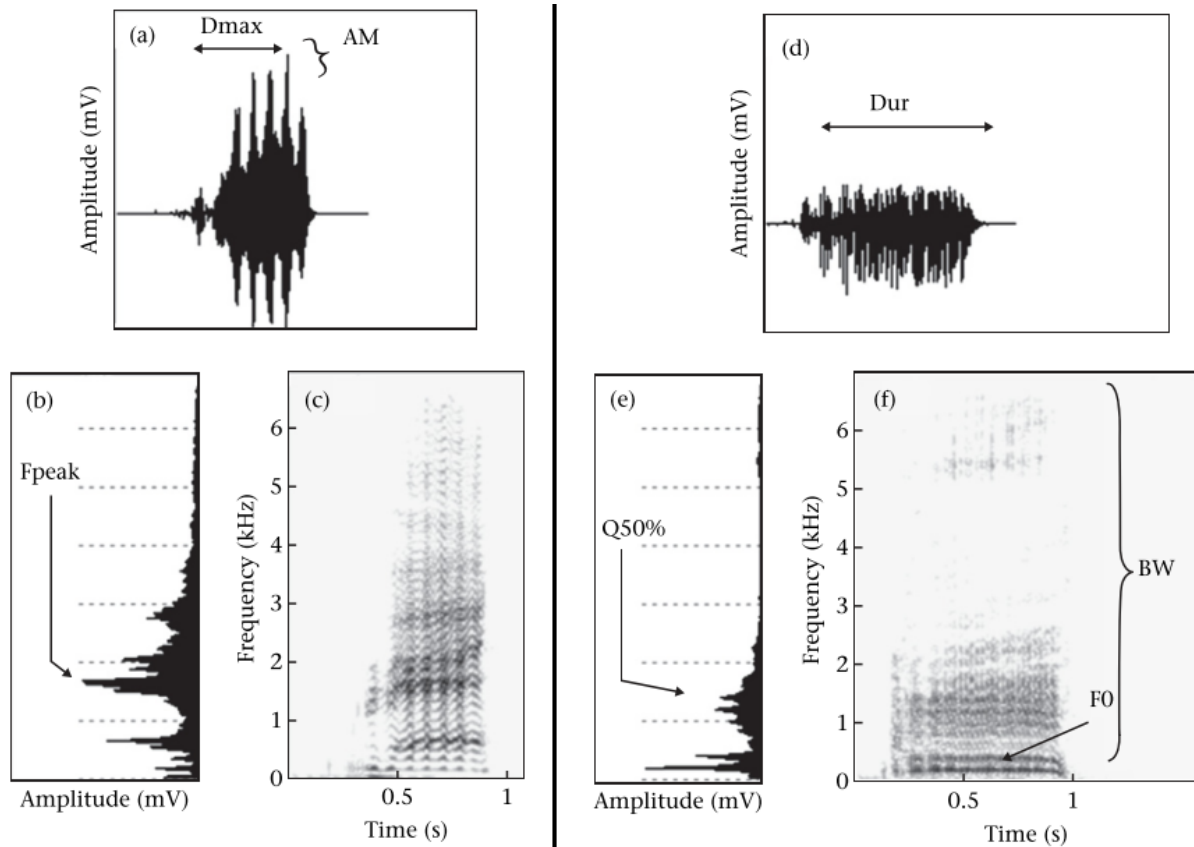 (a)
Dmax
AM
Amplitude (mV)
(d)
Dur
Amplitude (mV)
(b)
Fpeak
Amplitude (mV)
(c)
6
5
4
3
2
1
0
Frequency (kHz)
0.5
1
Time (s)
(e)
Q50%
Amplitude (mV)
(f)
6
5
4
3
2
1
0
Frequency (kHz)
BW
F0
0.5
1
Time (s)